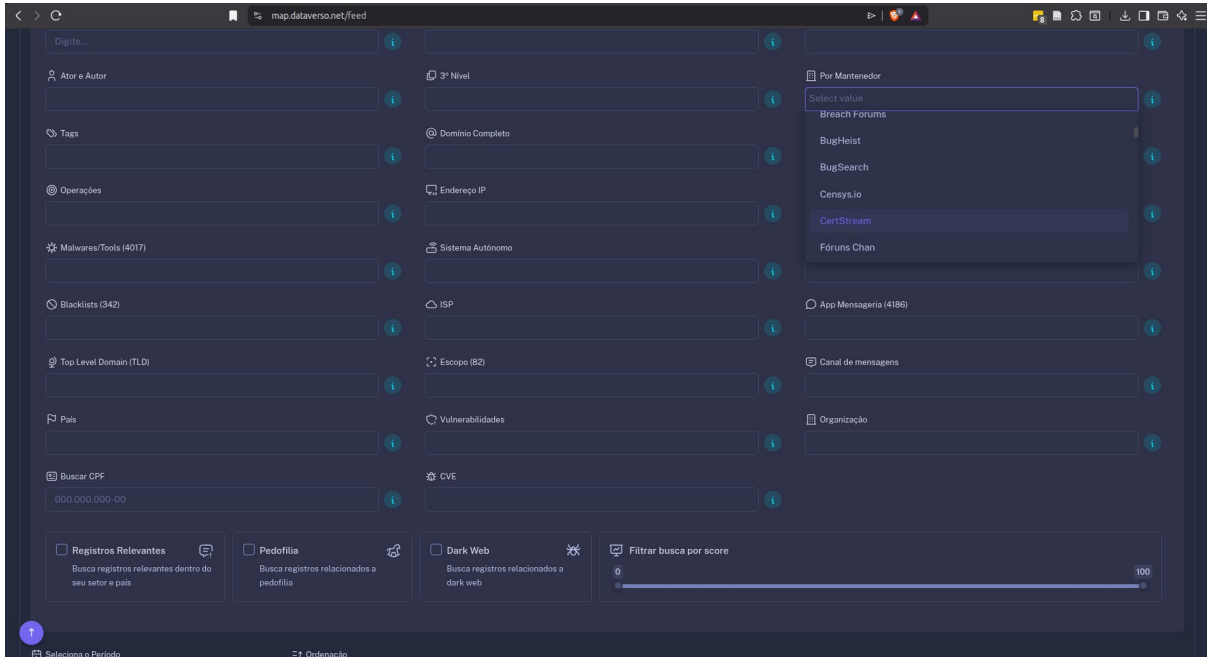 map.dataverso.net/feed
Digite...
Ator e Autor
3º Nível
Por Mantenedor
Select value
Breach Forums
Tags
Domínio Completo
BugHeist
BugSearch
Operações
Endereço IP
Censys.io
CertStream
Malwares/Tools (4017)
Sistema Autônomo
Fóruns Chan
Blacklists (342)
ISP
App Mensageria (4186)
Top Level Domain (TLD)
Escopo (82)
Canal de mensagens
País
Vulnerabilidades
Organização
Buscar CPF
CVE
000.000.000-00
Registros Relevantes
Busca registros relevantes dentro do
seu setor e país
Pedofilia
Busca registros relacionados a
pedofilia
Dark Web
Busca registros relacionados a
dark web
Filtrar busca por score
0
100
Seleciona o Período
Ordenação